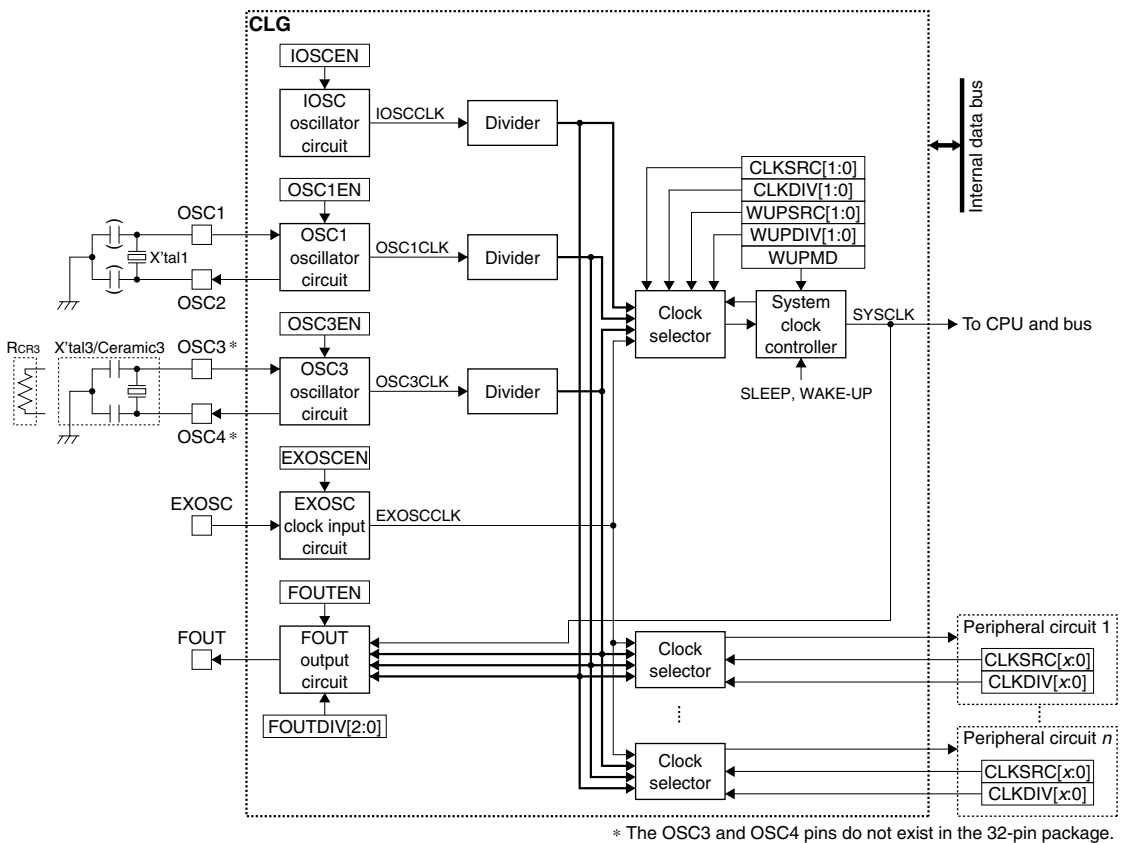 CLG
IOSCEN
IOSC
oscillator
circuit
IOSCCLK
Divider
Internal data bus
CLKSRC[1:0]
CLKDIV[1:0]
WUPSRC[1:0]
WUPDIV[1:0]
WUPMD
OSC1EN
OSC1
OSC1
oscillator
circuit
OSC1CLK
Divider
X'tal1
OSC2
Clock
selector
System
clock
controller
SYSCLK
To CPU and bus
SLEEP, WAKE-UP
OSC3EN
RCR3
X'tal3/Ceramic3
OSC3 *
OSC3
oscillator
circuit
OSC3CLK
Divider
OSC4 *
EXOSCEN
EXOSC
EXOSC
clock input
circuit
EXOSCCLK
FOUTEN
FOUT
FOUT
output
circuit
FOUTDIV[2:0]
Clock
selector
Peripheral circuit 1
CLKSRC[x:0]
CLKDIV[x:0]
Clock
selector
Peripheral circuit n
CLKSRC[x:0]
CLKDIV[x:0]
* The OSC3 and OSC4 pins do not exist in the 32-pin package.